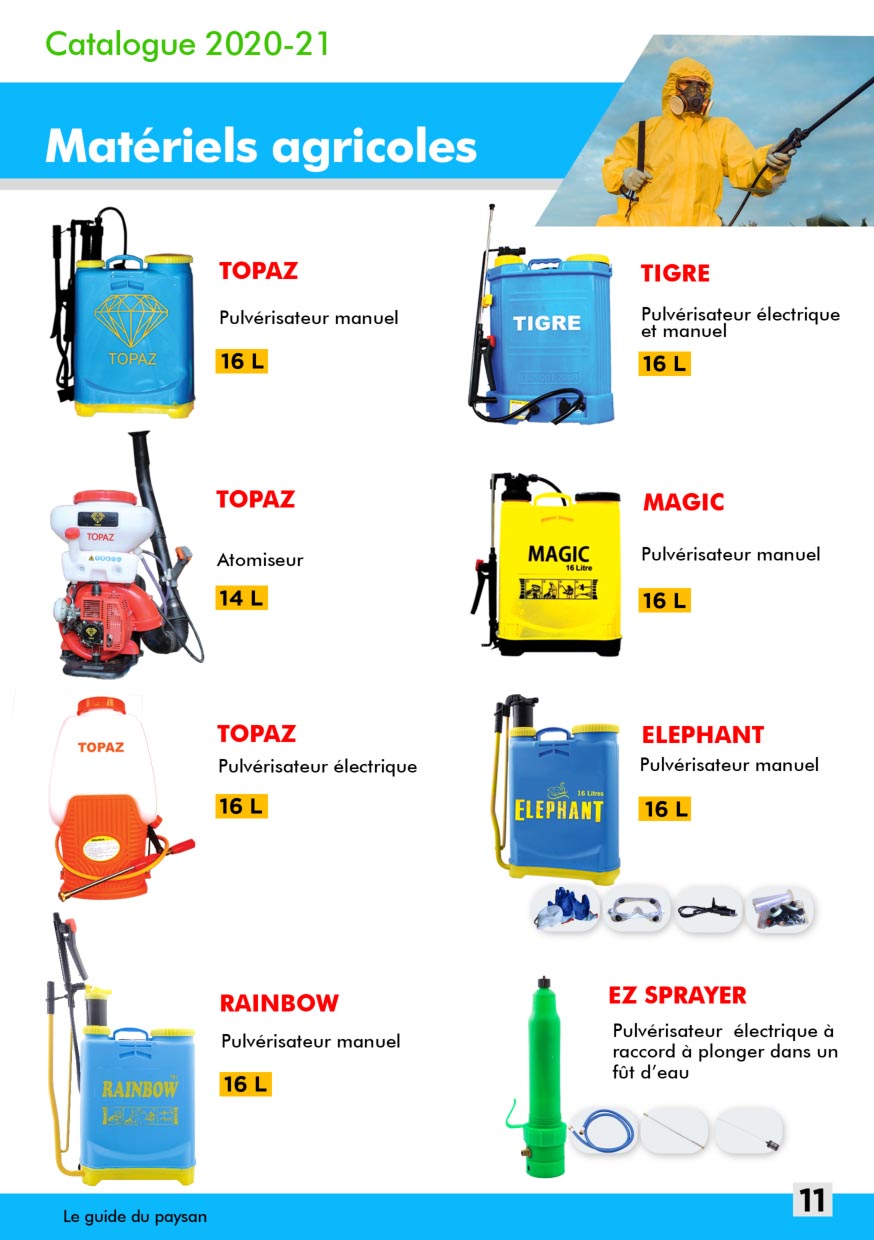 Catalogue 2020-21
Matériels agricoles
TOPAZ
TOPAZ
Pulvérisateur manuel
16 L
TIGRE
TIGRE
Pulvérisateur électrique
et manuel
16 L
TOPAZ
TOPAZ
Atomiseur
14 L
MAGIC
16 Litre
MAGIC
Pulvérisateur manuel
16 L
TOPAZ
TOPAZ
Pulvérisateur électrique
16 L
16 Litres
ELEPHANT
ELEPHANT
Pulvérisateur manuel
16 L
RAINBOW
RAINBOW
Pulvérisateur manuel
16 L
EZ SPRAYER
Pulvérisateur électrique à
raccord à plonger dans un
fût d’eau
Le guide du paysan
11